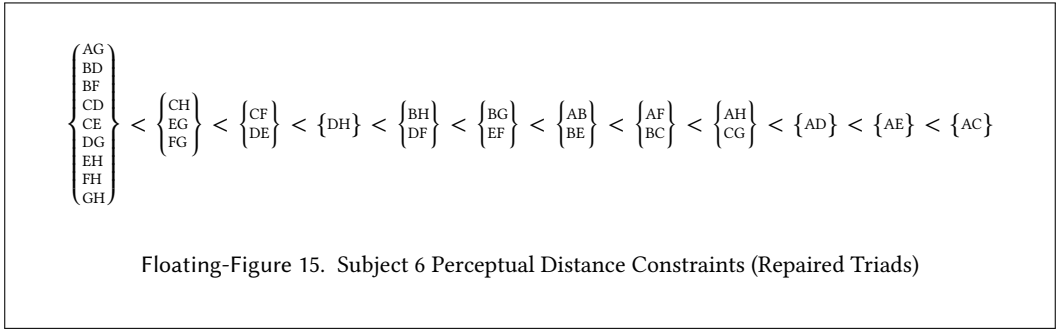 {AG BD BF CD CE DG EH FH GH} < {CH EG FG} < {CF DE} < {DH} < {BH DF} < {BG EF} < {AB BE} < {AF BC} < {AH CG} < {AD} < {AE} < {AC}
Floating-Figure 15. Subject 6 Perceptual Distance Constraints (Repaired Triads)